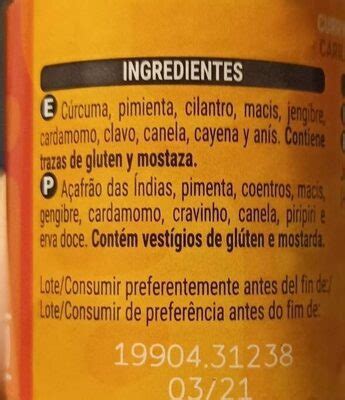 INGREDIENTES
E Cúrcuma, pimienta, cilantro, macis, jengibre,
cardamomo, clavo, canela, cayena y anís. Contiene
trazas de gluten y mostaza.
P Açafrão das Índias, pimenta, coentros, macis,
gengibre, cardamomo, cravinho, canela, piripiri e
erva doce. Contém vestígios de glúten e mostarda.
Lote/Consumir preferentemente antes del fin de:/
Lote/Consumir de preferência antes do fim de:
19904.31238
03/21